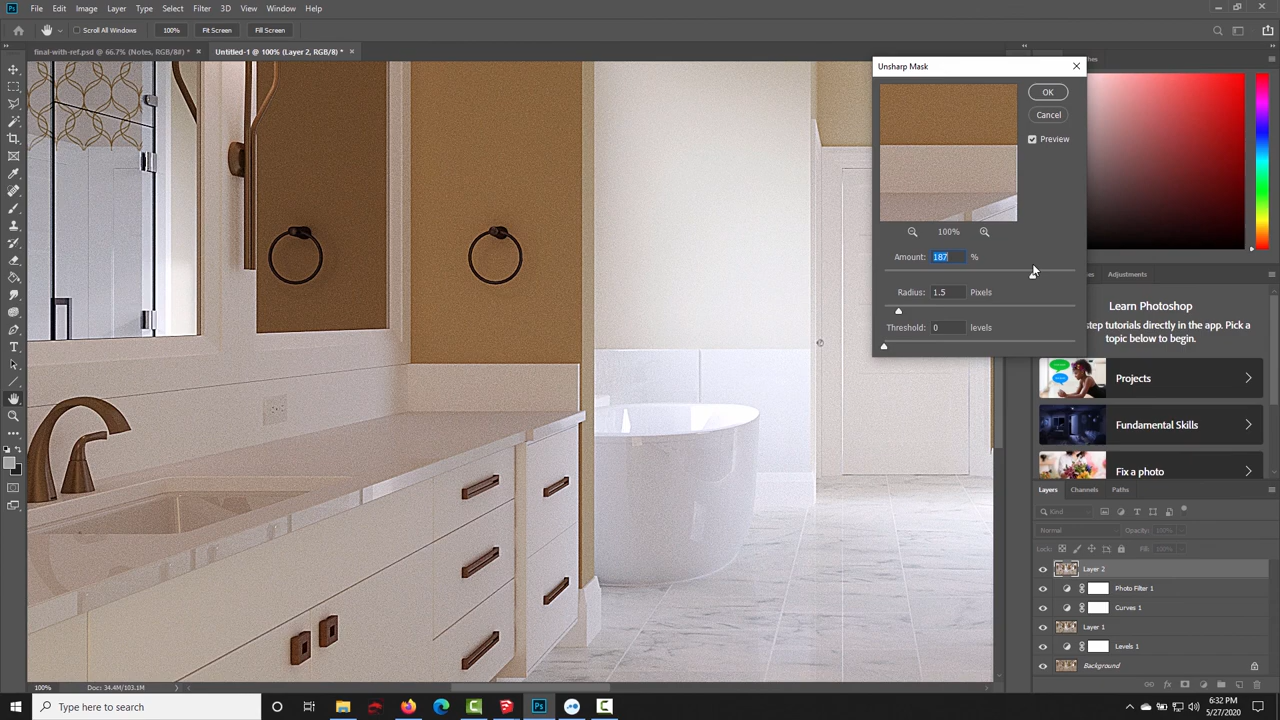 Ps File Edit Image Layer Type Select Filter 3D View Window Help
Scroll All Windows 100% Fit Screen Fill Screen
final-with-ref.psd @ 66.7% (Notes, RGB/8#) * × Untitled-1 @ 100% (Layer 2, RGB/8) * ×
Unsharp Mask
OK
Cancel
Preview
100%
Amount: 187 %
Radius: 1.5 Pixels
Threshold: 0 levels
Adjustments
Learn Photoshop
step tutorials directly in the app. Pick a
topic below to begin.
Projects
Fundamental Skills
Fix a photo
Layers Channels Paths
Kind
Normal Opacity: 100%
Lock: Fill: 100%
Layer 2
Photo Filter 1
Curves 1
Layer 1
Levels 1
Background
100% Doc: 34.4M/103.1M
Type here to search
Ps
6:32 PM
5/27/2020